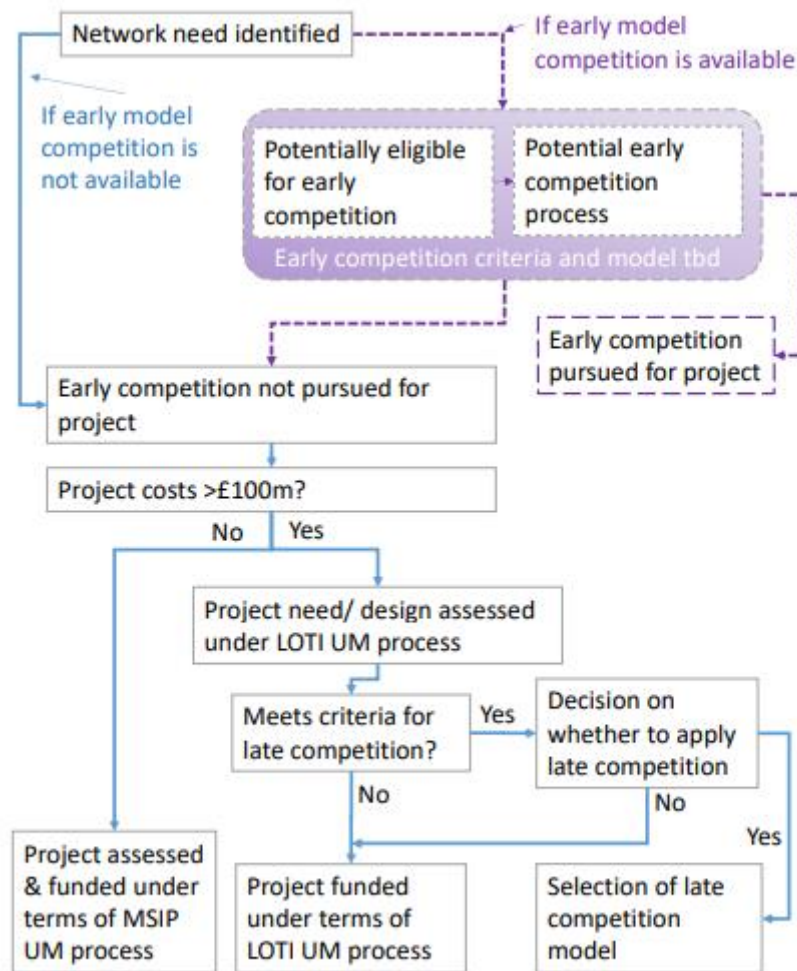 Network need identified
If early model
competition is available
If early model
competition is
not available
Potentially eligible
for early
competition
Potential early
competition
process
Early competition criteria and model tbd
Early competition
pursued for project
Early competition not pursued for
project
Project costs >£100m?
No
Yes
Project need/ design assessed
under LOTI UM process
Meets criteria for
late competition?
Yes
Decision on
whether to apply
late competition
No
No
Yes
Project assessed
& funded under
terms of MSIP
UM process
Project funded
under terms of
LOTI UM process
Selection of late
competition
model